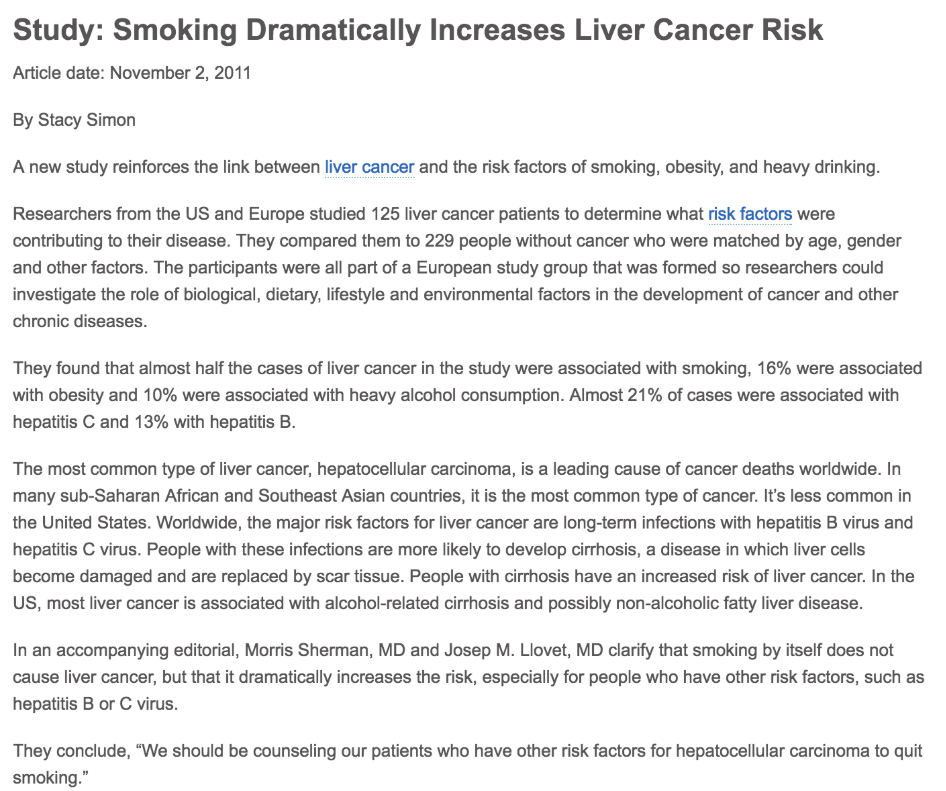 Study: Smoking Dramatically Increases Liver Cancer Risk
Article date: November 2, 2011
By Stacy Simon
A new study reinforces the link between liver cancer and the risk factors of smoking, obesity, and heavy drinking.
Researchers from the US and Europe studied 125 liver cancer patients to determine what risk factors were
contributing to their disease. They compared them to 229 people without cancer who were matched by age, gender
and other factors. The participants were all part of a European study group that was formed so researchers could
investigate the role of biological, dietary, lifestyle and environmental factors in the development of cancer and other
chronic diseases.
They found that almost half the cases of liver cancer in the study were associated with smoking, 16% were associated
with obesity and 10% were associated with heavy alcohol consumption. Almost 21% of cases were associated with
hepatitis C and 13% with hepatitis B.
The most common type of liver cancer, hepatocellular carcinoma, is a leading cause of cancer deaths worldwide. In
many sub-Saharan African and Southeast Asian countries, it is the most common type of cancer. It’s less common in
the United States. Worldwide, the major risk factors for liver cancer are long-term infections with hepatitis B virus and
hepatitis C virus. People with these infections are more likely to develop cirrhosis, a disease in which liver cells
become damaged and are replaced by scar tissue. People with cirrhosis have an increased risk of liver cancer. In the
US, most liver cancer is associated with alcohol-related cirrhosis and possibly non-alcoholic fatty liver disease.
In an accompanying editorial, Morris Sherman, MD and Josep M. Llovet, MD clarify that smoking by itself does not
cause liver cancer, but that it dramatically increases the risk, especially for people who have other risk factors, such as
hepatitis B or C virus.
They conclude, “We should be counseling our patients who have other risk factors for hepatocellular carcinoma to quit
smoking.”